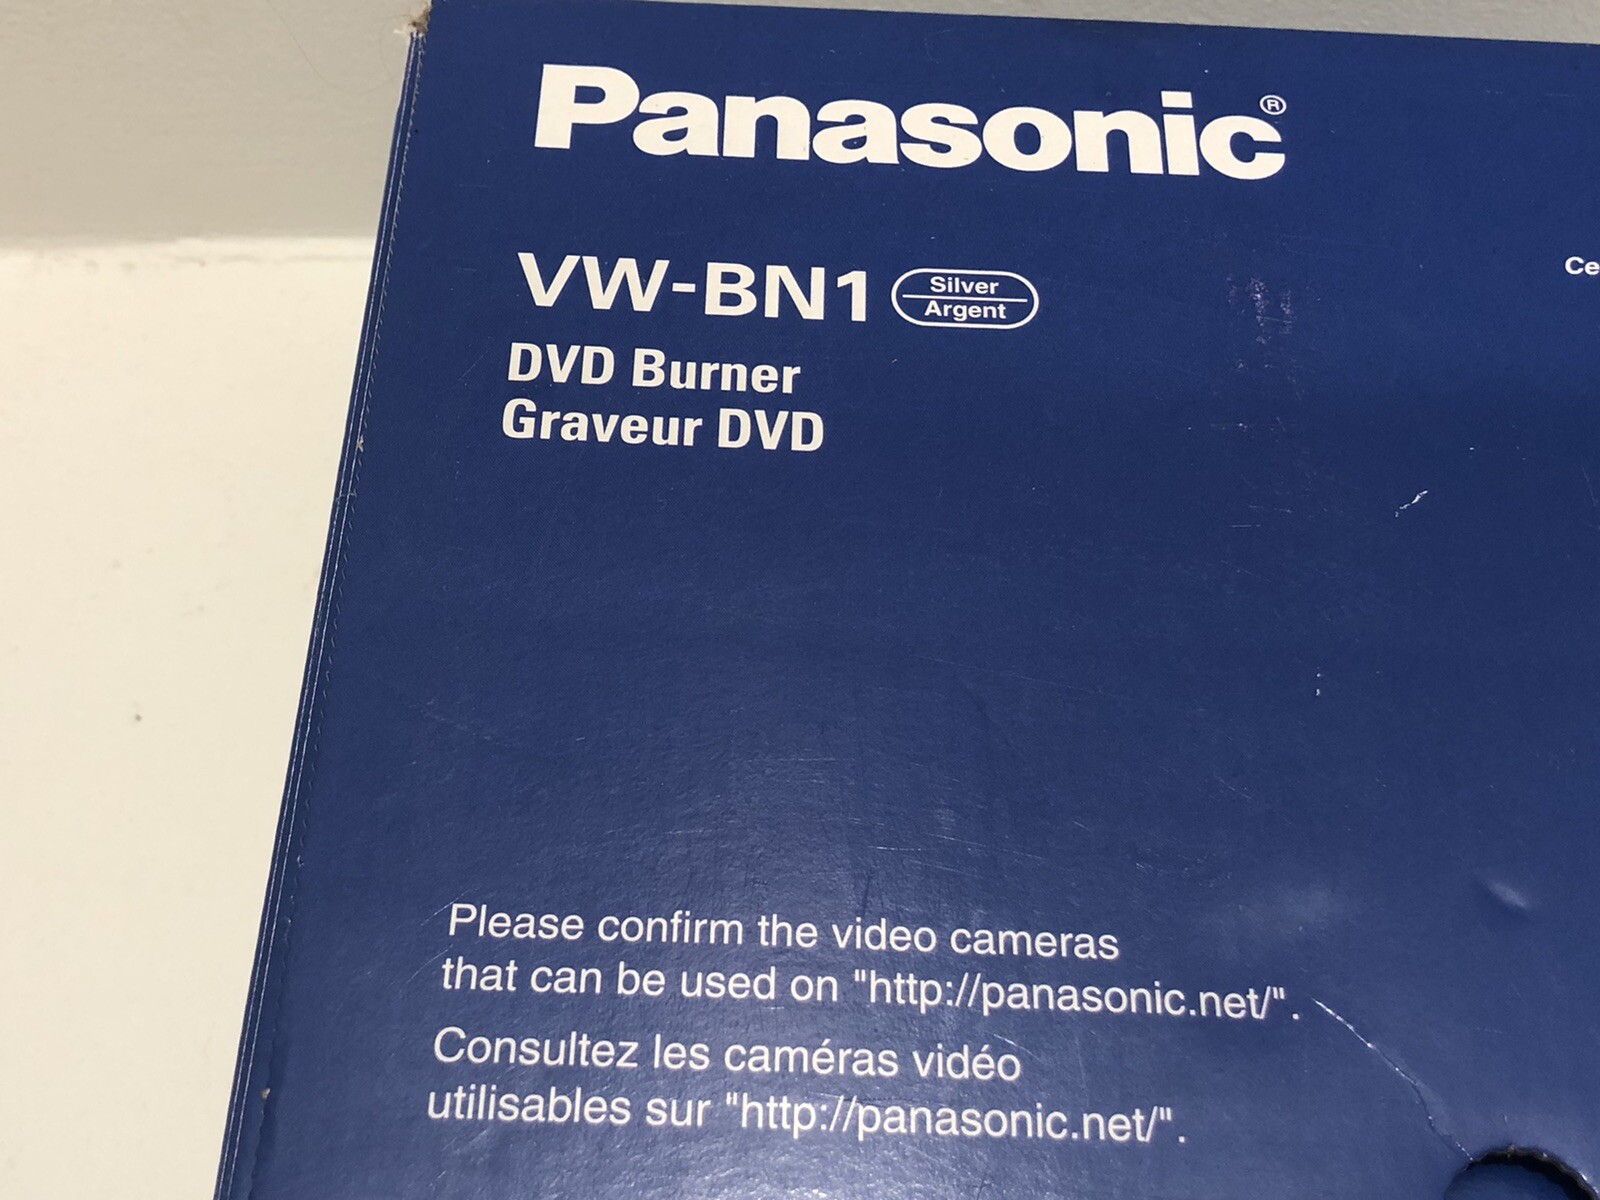 Panasonic®
VW-BN1 Silver
Argent
DVD Burner
Graveur DVD
Please confirm the video cameras
that can be used on "http://panasonic.net/".
Consultez les caméras vidéo
utilisables sur "http://panasonic.net/".